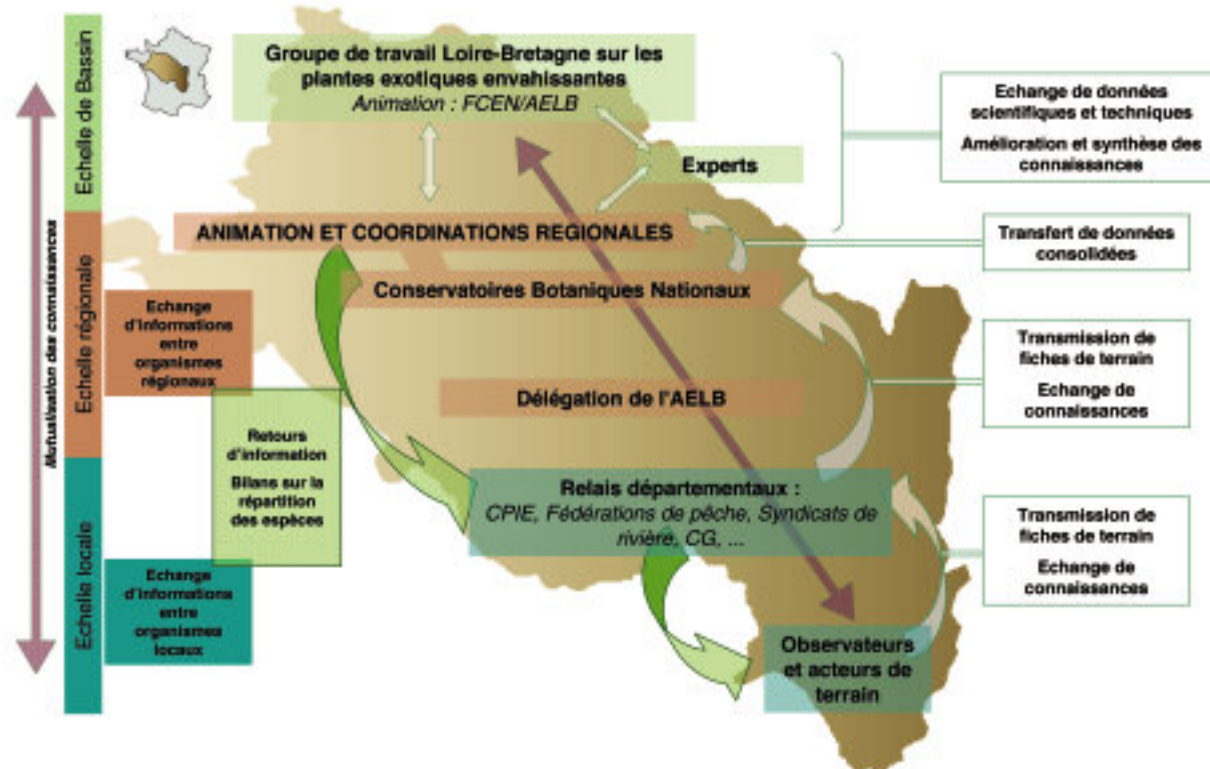 Echelle de Bassin
Groupe de travail Loire-Bretagne sur les
plantes exotiques envahissantes
Animation : FCEN/AELB
Experts
Echange de données
scientifiques et techniques
Amélioration et synthèse des
connaissances
Mutualization des connaissances
Echelle régionale
ANIMATION ET COORDINATIONS REGIONALES
Transfert de données
consolidées
Conservatoires Botaniques Nationaux
Echange
d'informations
entre
organismes
régionaux
Transmission de
fiches de terrain
Echange de
connaissances
Délégation de l'AELB
Retours
d'information
Bilans sur la
répartition
des espèces
Echelle locale
Relais départementaux :
CPIE, Fédérations de pêche, Syndicats de
rivière, CG, ...
Transmission de
fiches de terrain
Echange de
connaissances
Echange
d'informations
entre
organismes
locaux
Observateurs
et acteurs de
terrain